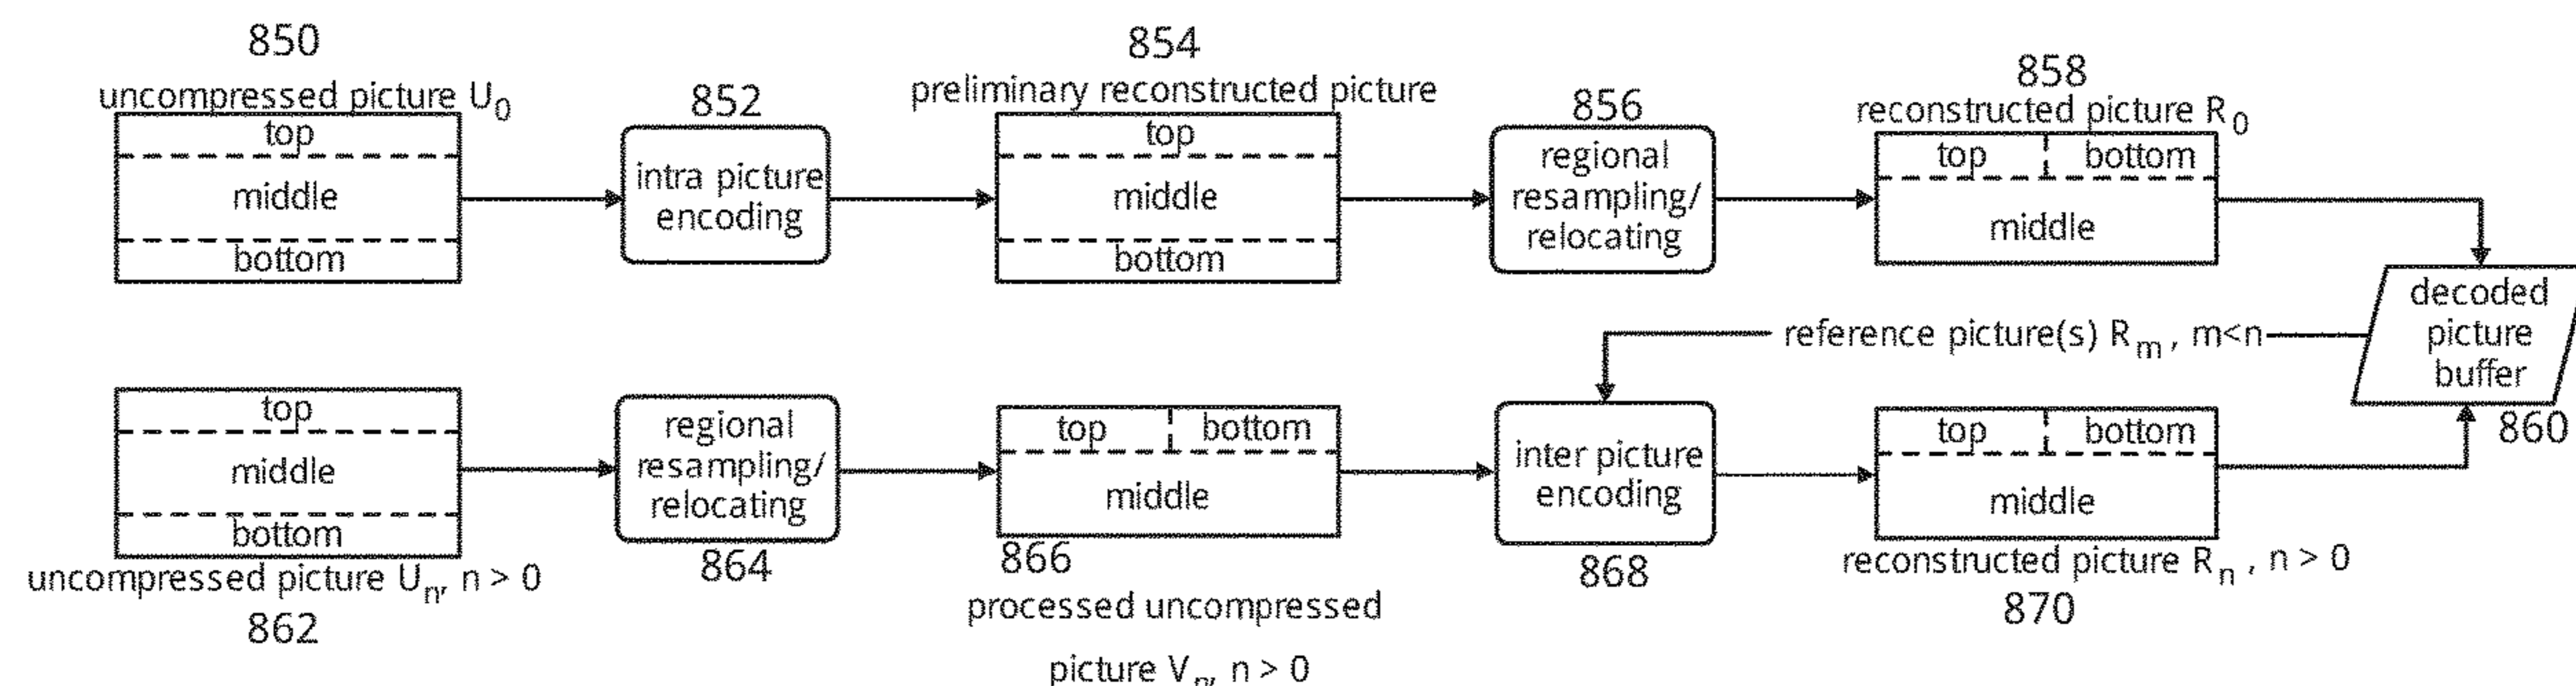 850
uncompressed picture U0
top
middle
bottom
852
intra picture
encoding
854
preliminary reconstructed picture
top
middle
bottom
856
regional
resampling/
relocating
858
reconstructed picture R0
top bottom
middle
decoded
picture
buffer
860
reference picture(s) Rm, m<n
top
middle
bottom
uncompressed picture Un, n > 0
862
regional
resampling/
relocating
864
top bottom
middle
866
processed uncompressed
picture Vn, n > 0
inter picture
encoding
868
top bottom
middle
reconstructed picture Rn, n > 0
870